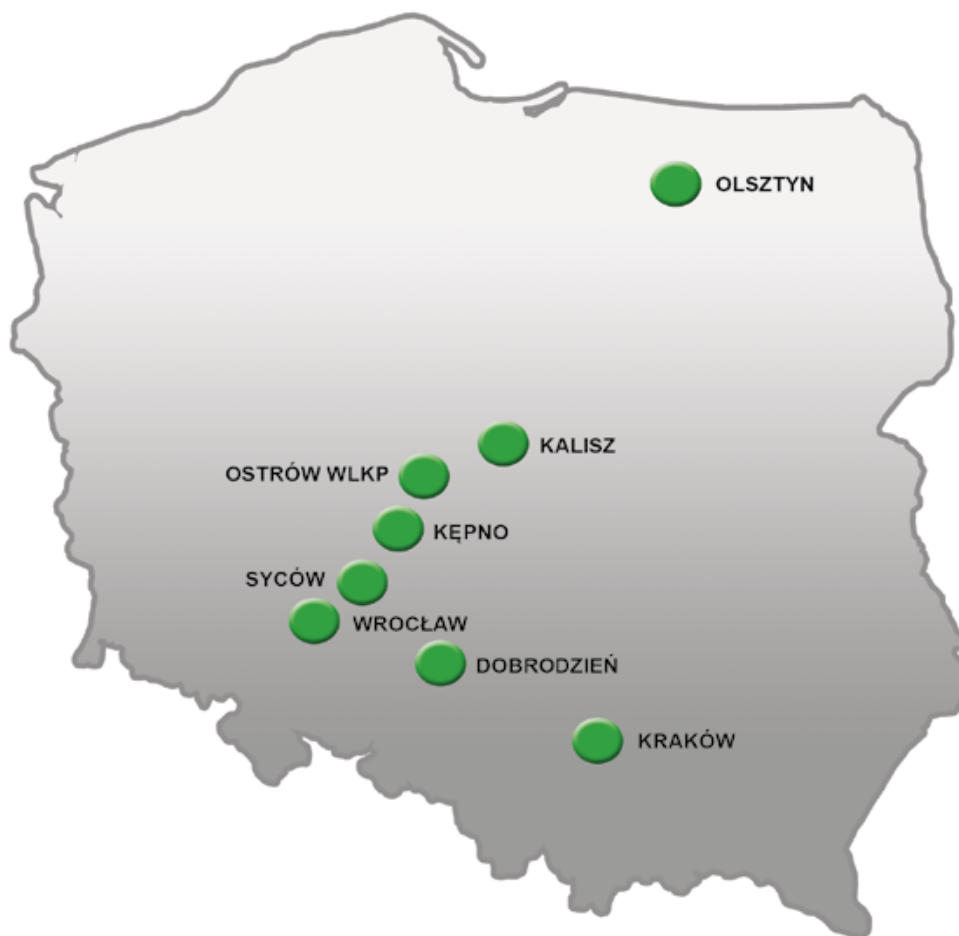 OLSZTYN
KALISZ
OSTRÓW WLKP
KĘPNO
SYCÓW
WROCŁAW
DOBRODZIEŃ
KRAKÓW